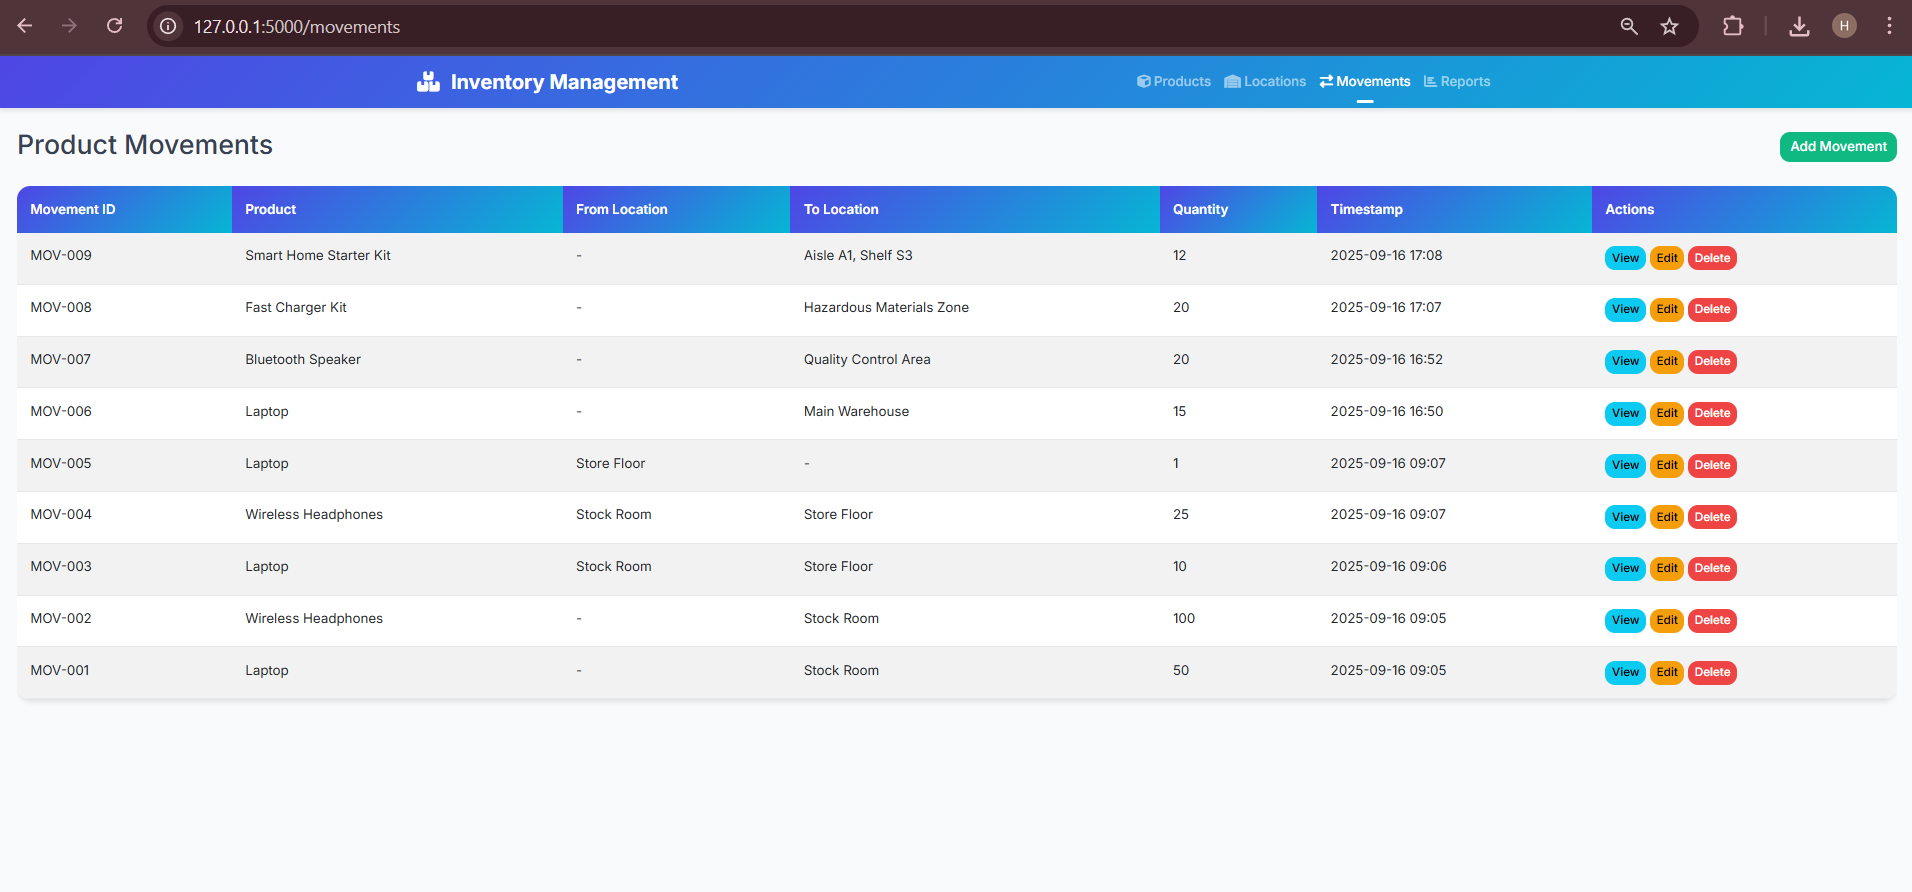 127.0.0.1:5000/movements
H
Inventory Management Products Locations Movements Reports
Product Movements
Add Movement
Movement ID Product From Location To Location Quantity Timestamp Actions
MOV-009 Smart Home Starter Kit - Aisle A1, Shelf S3 12 2025-09-16 17:08 View Edit Delete
MOV-008 Fast Charger Kit - Hazardous Materials Zone 20 2025-09-16 17:07 View Edit Delete
MOV-007 Bluetooth Speaker - Quality Control Area 20 2025-09-16 16:52 View Edit Delete
MOV-006 Laptop - Main Warehouse 15 2025-09-16 16:50 View Edit Delete
MOV-005 Laptop Store Floor - 1 2025-09-16 09:07 View Edit Delete
MOV-004 Wireless Headphones Stock Room Store Floor 25 2025-09-16 09:07 View Edit Delete
MOV-003 Laptop Stock Room Store Floor 10 2025-09-16 09:06 View Edit Delete
MOV-002 Wireless Headphones - Stock Room 100 2025-09-16 09:05 View Edit Delete
MOV-001 Laptop - Stock Room 50 2025-09-16 09:05 View Edit Delete